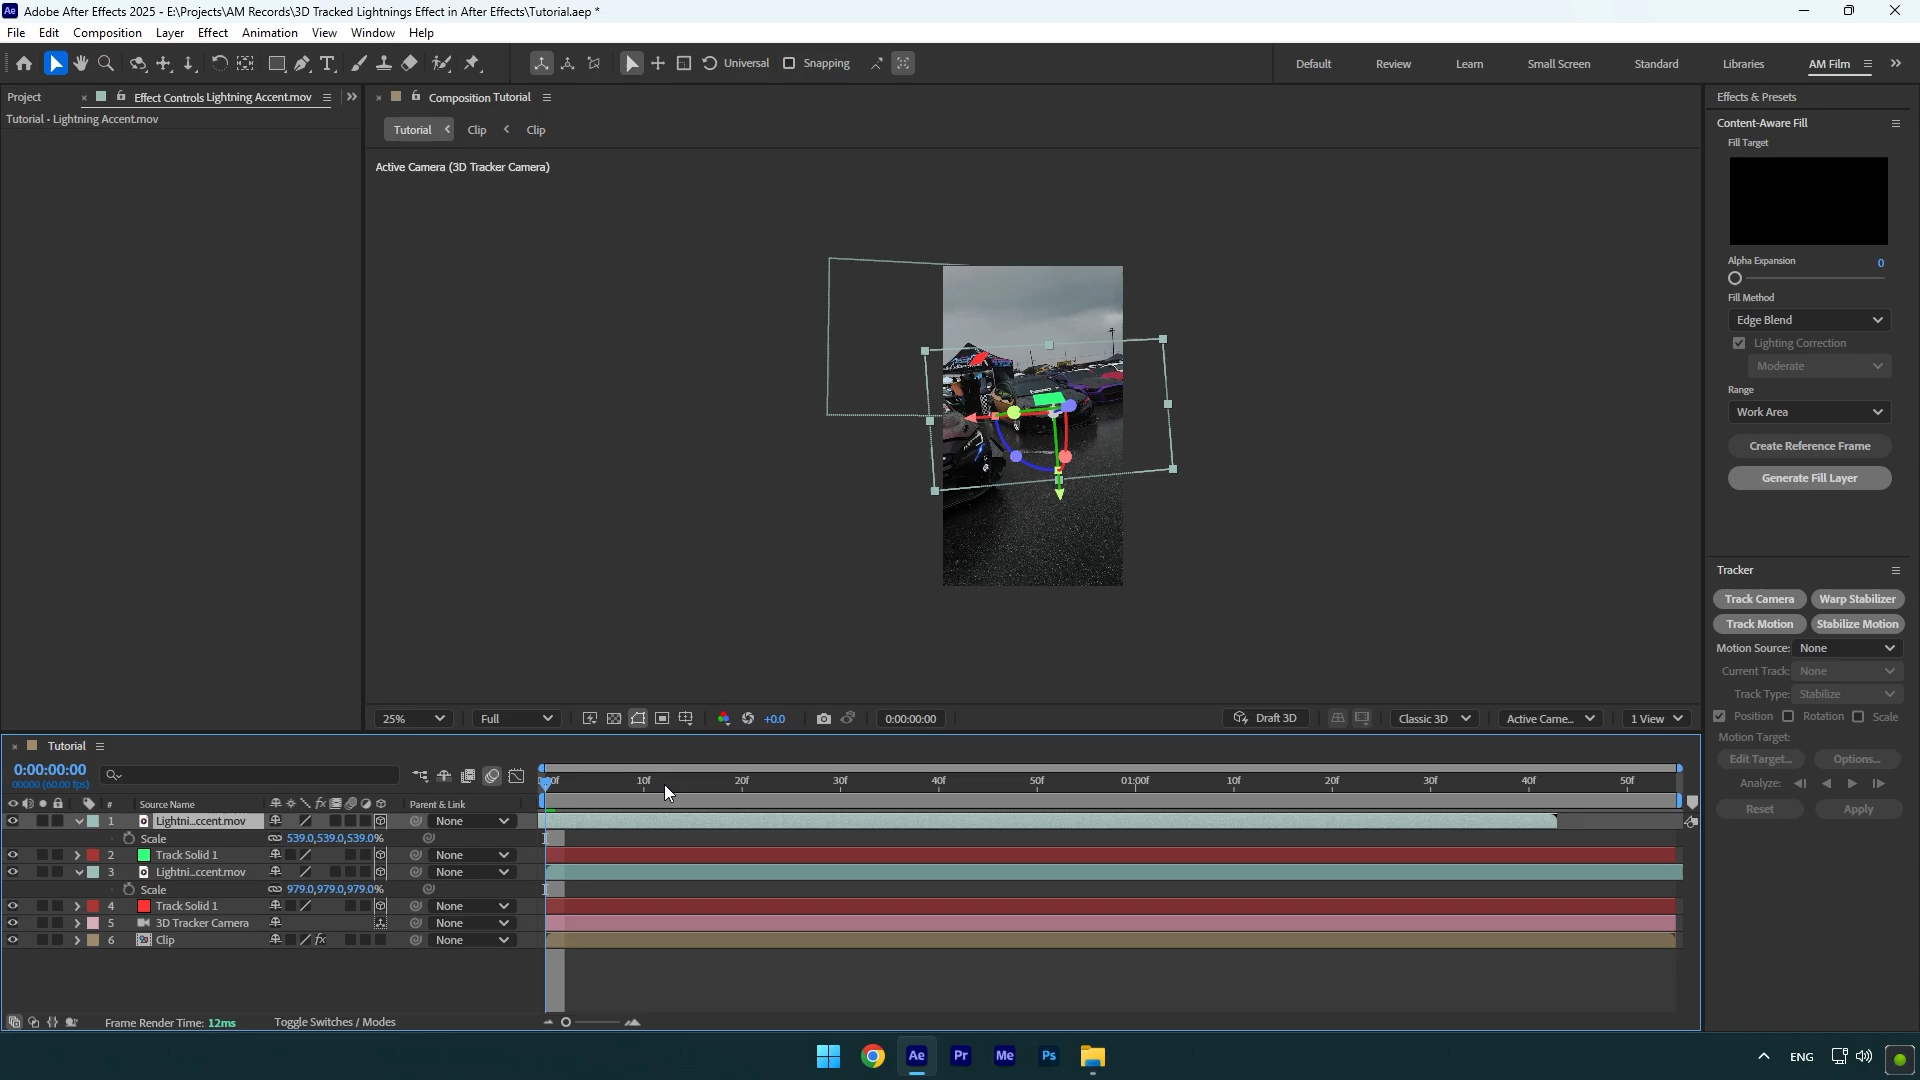 Adobe After Effects 2025 - E:\Projects\AM Records\3D Tracked Lightnings Effect in After Effects\Tutorial.aep *
File Edit Composition Layer Effect Animation View Window Help
Universal Snapping Default Review Learn Small Screen Standard Libraries AM Film
Project Effect Controls Lightning Accent.mov
Tutorial • Lightning Accent.mov
Composition Tutorial
Tutorial Clip Clip
Active Camera (3D Tracker Camera)
Effects & Presets
Content-Aware Fill
Fill Target
Alpha Expansion 0
Fill Method
Edge Blend
Lighting Correction
Moderate
Range
Work Area
Create Reference Frame
Generate Fill Layer
Tracker
Track Camera Warp Stabilizer
Track Motion Stabilize Motion
Motion Source: None
Current Track: None
Track Type: Stabilize
Position Rotation Scale
Motion Target:
Edit Target... Options...
Analyze:
Reset Apply
25% Full +0.0 0:00:00:00 Draft 3D Classic 3D Active Came... 1 View
Tutorial
0:00:00:00
00000 (60.00 fps)
10f 20f 30f 40f 50f 01:00f 10f 20f 30f 40f 50f
# Source Name Parent & Link
1 Lightni...ccent.mov None
Scale 539.0,539.0,539.0%
2 Track Solid 1 None
3 Lightni...ccent.mov None
Scale 979.0,979.0,979.0%
4 Track Solid 1 None
5 3D Tracker Camera None
6 Clip None
Frame Render Time: 12ms Toggle Switches / Modes
Ae Pr Me Ps ENG